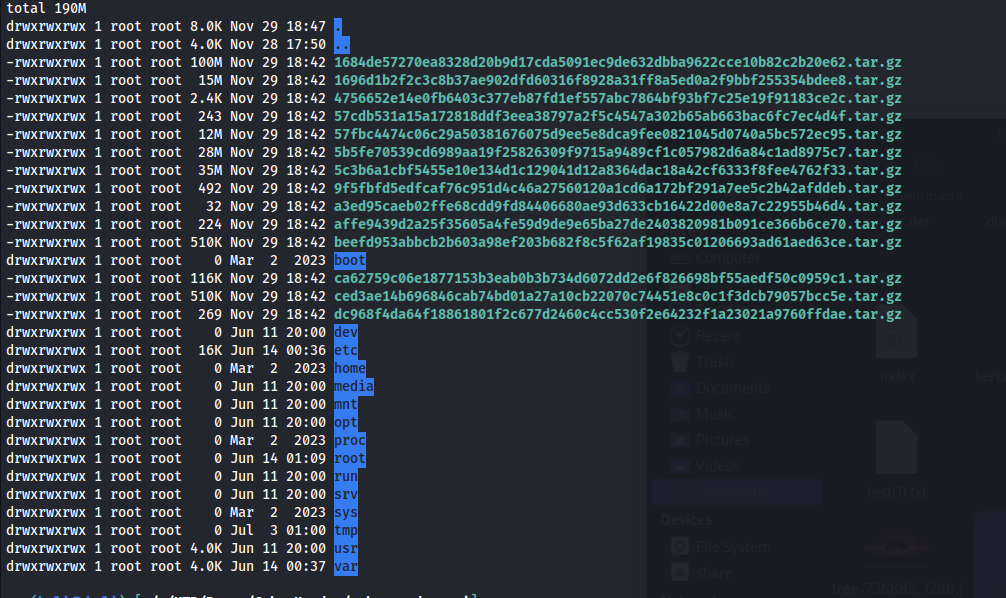 total 190M
drwxrwxrwx 1 root root 8.0K Nov 29 18:47 .
drwxrwxrwx 1 root root 4.0K Nov 28 17:50 ..
-rwxrwxrwx 1 root root 100M Nov 29 18:42 1684de57270ea8328d20b9d17cda5091ec9de632dbba9622cce10b82c2b20e62.tar.gz
-rwxrwxrwx 1 root root 15M Nov 29 18:42 1696d1b2f2c3c8b37ae902dfd60316f8928a31ff8a5ed0a2f9bbf255354bdee8.tar.gz
-rwxrwxrwx 1 root root 2.4K Nov 29 18:42 4756652e14e0fb6403c377eb87fd1ef557abc7864bf93bf7c25e19f91183ce2c.tar.gz
-rwxrwxrwx 1 root root 243 Nov 29 18:42 57cdb531a15a172818ddf3eea38797a2f5c4547a302b65ab663bac6fc7ec4d4f.tar.gz
-rwxrwxrwx 1 root root 12M Nov 29 18:42 57fbc4474c06c29a50381676075d9ee5e8dca9fee0821045d0740a5bc572ec95.tar.gz
-rwxrwxrwx 1 root root 28M Nov 29 18:42 5b5fe70539cd6989aa19f25826309f9715a9489cf1c057982d6a84c1ad8975c7.tar.gz
-rwxrwxrwx 1 root root 35M Nov 29 18:42 5c3b6a1cbf5455e10e134d1c129041d12a8364dac18a42cf6333f8fee4762f33.tar.gz
-rwxrwxrwx 1 root root 492 Nov 29 18:42 9f5fbfd5edfcaf76c951d4c46a27560120a1cd6a172bf291a7ee5c2b42afddeb.tar.gz
-rwxrwxrwx 1 root root 32 Nov 29 18:42 a3ed95caeb02ffe68cdd9fd84406680ae93d633cb16422d00e8a7c22955b46d4.tar.gz
-rwxrwxrwx 1 root root 224 Nov 29 18:42 affe9439d2a25f35605a4fe59d9de9e65ba27de2403820981b091ce366b6ce70.tar.gz
-rwxrwxrwx 1 root root 510K Nov 29 18:42 beefd953abbcb2b603a98ef203b682f8c5f62af19835c01206693ad61aed63ce.tar.gz
drwxrwxrwx 1 root root 0 Mar 2 2023 boot
-rwxrwxrwx 1 root root 116K Nov 29 18:42 ca62759c06e1877153b3eab0b3b734d6072dd2e6f826698bf55aedf50c0959c1.tar.gz
-rwxrwxrwx 1 root root 510K Nov 29 18:42 ced3ae14b696846cab74bd01a27a10cb22070c74451e8c0c1f3dcb79057bcc5e.tar.gz
-rwxrwxrwx 1 root root 269 Nov 29 18:42 dc968f4da64f18861801f2c677d2460c4cc530f2e64232f1a23021a9760ffdae.tar.gz
drwxrwxrwx 1 root root 0 Jun 11 20:00 dev
drwxrwxrwx 1 root root 16K Jun 14 00:36 etc
drwxrwxrwx 1 root root 0 Mar 2 2023 home
drwxrwxrwx 1 root root 0 Jun 11 20:00 media
drwxrwxrwx 1 root root 0 Jun 11 20:00 mnt
drwxrwxrwx 1 root root 0 Jun 11 20:00 opt
drwxrwxrwx 1 root root 0 Mar 2 2023 proc
drwxrwxrwx 1 root root 0 Jun 14 01:09 root
drwxrwxrwx 1 root root 0 Jun 11 20:00 run
drwxrwxrwx 1 root root 0 Jun 11 20:00 srv
drwxrwxrwx 1 root root 0 Mar 2 2023 sys
drwxrwxrwx 1 root root 0 Jul 3 01:00 tmp
drwxrwxrwx 1 root root 4.0K Jun 11 20:00 usr
drwxrwxrwx 1 root root 4.0K Jun 14 00:37 var
Computer
Recent
Trash
Documents
Music
Pictures
Videos
Devices
File System
share
index
test(1).txt